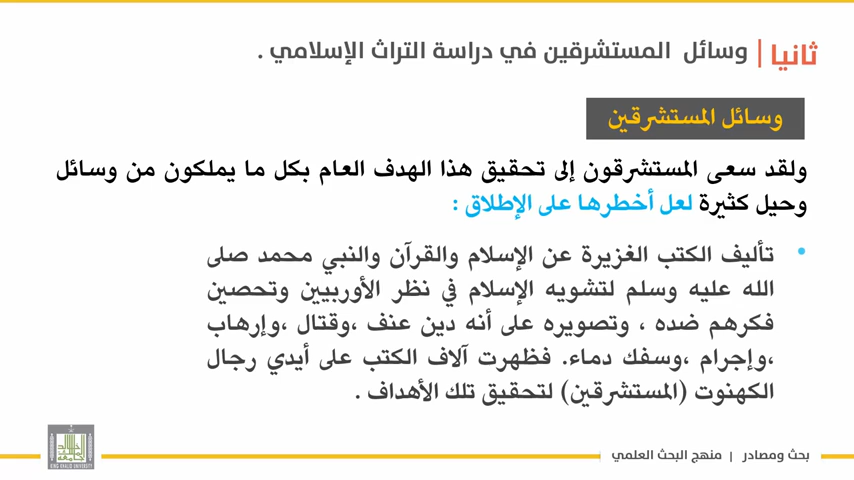 ثانيا | وسائل المستشرقين في دراسة التراث الإسلامي .
وسائل المستشرقين
ولقد سعى المستشرقون إلى تحقيق هذا الهدف العام بكل ما يملكون من وسائل
وحيل كثيرة لعل أخطرها على الإطلاق :
• تأليف الكتب الغزيرة عن الإسلام والقرآن والنبي محمد صلى
الله عليه وسلم لتشويه الإسلام في نظر الأوربيين وتحصين
فكرهم ضده ، وتصويره على أنه دين عنف ،وقتال ،وإرهاب
،وإجرام ،وسفك دماء. فظهرت آلاف الكتب على أيدي رجال
الكهنوت (المستشرقين) لتحقيق تلك الأهداف .
بحث ومصادر | منهج البحث العلمي
KING KHALID UNIVERSITY